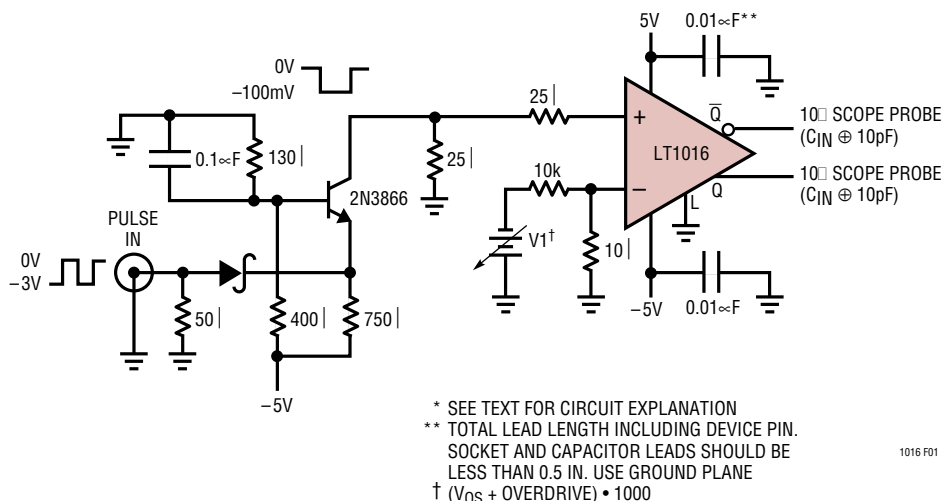 5V
0.01∝F**
0V
–100mV
25|
+
Q̅
10□ SCOPE PROBE
(CIN ⊕ 10pF)
LT1016
0.1∝F
130|
25|
10k
–
Q
10□ SCOPE PROBE
(CIN ⊕ 10pF)
2N3866
L
PULSE
IN
V1†
10|
0V
–3V
50|
400|
750|
–5V
0.01∝F
–5V
* SEE TEXT FOR CIRCUIT EXPLANATION
** TOTAL LEAD LENGTH INCLUDING DEVICE PIN.
SOCKET AND CAPACITOR LEADS SHOULD BE
LESS THAN 0.5 IN. USE GROUND PLANE
† (VOS + OVERDRIVE) • 1000
1016 F01